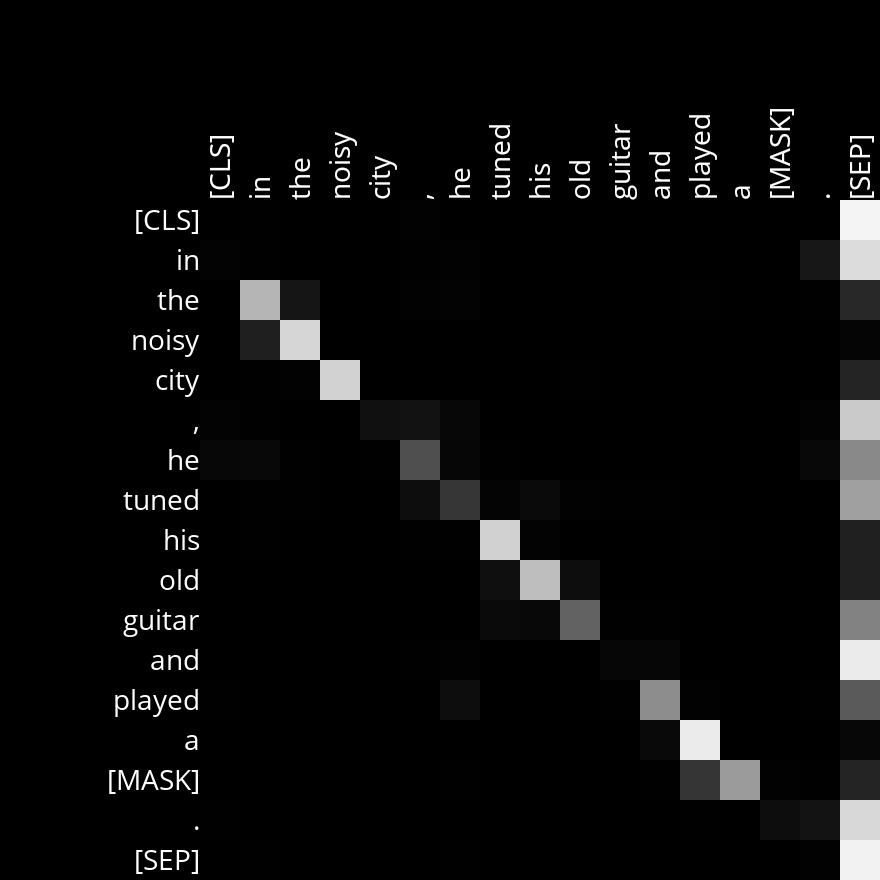 [CLS] in the noisy city , he tuned his old guitar and played a [MASK] . [SEP]
[CLS]
in
the
noisy
city
,
he
tuned
his
old
guitar
and
played
a
[MASK]
.
[SEP]